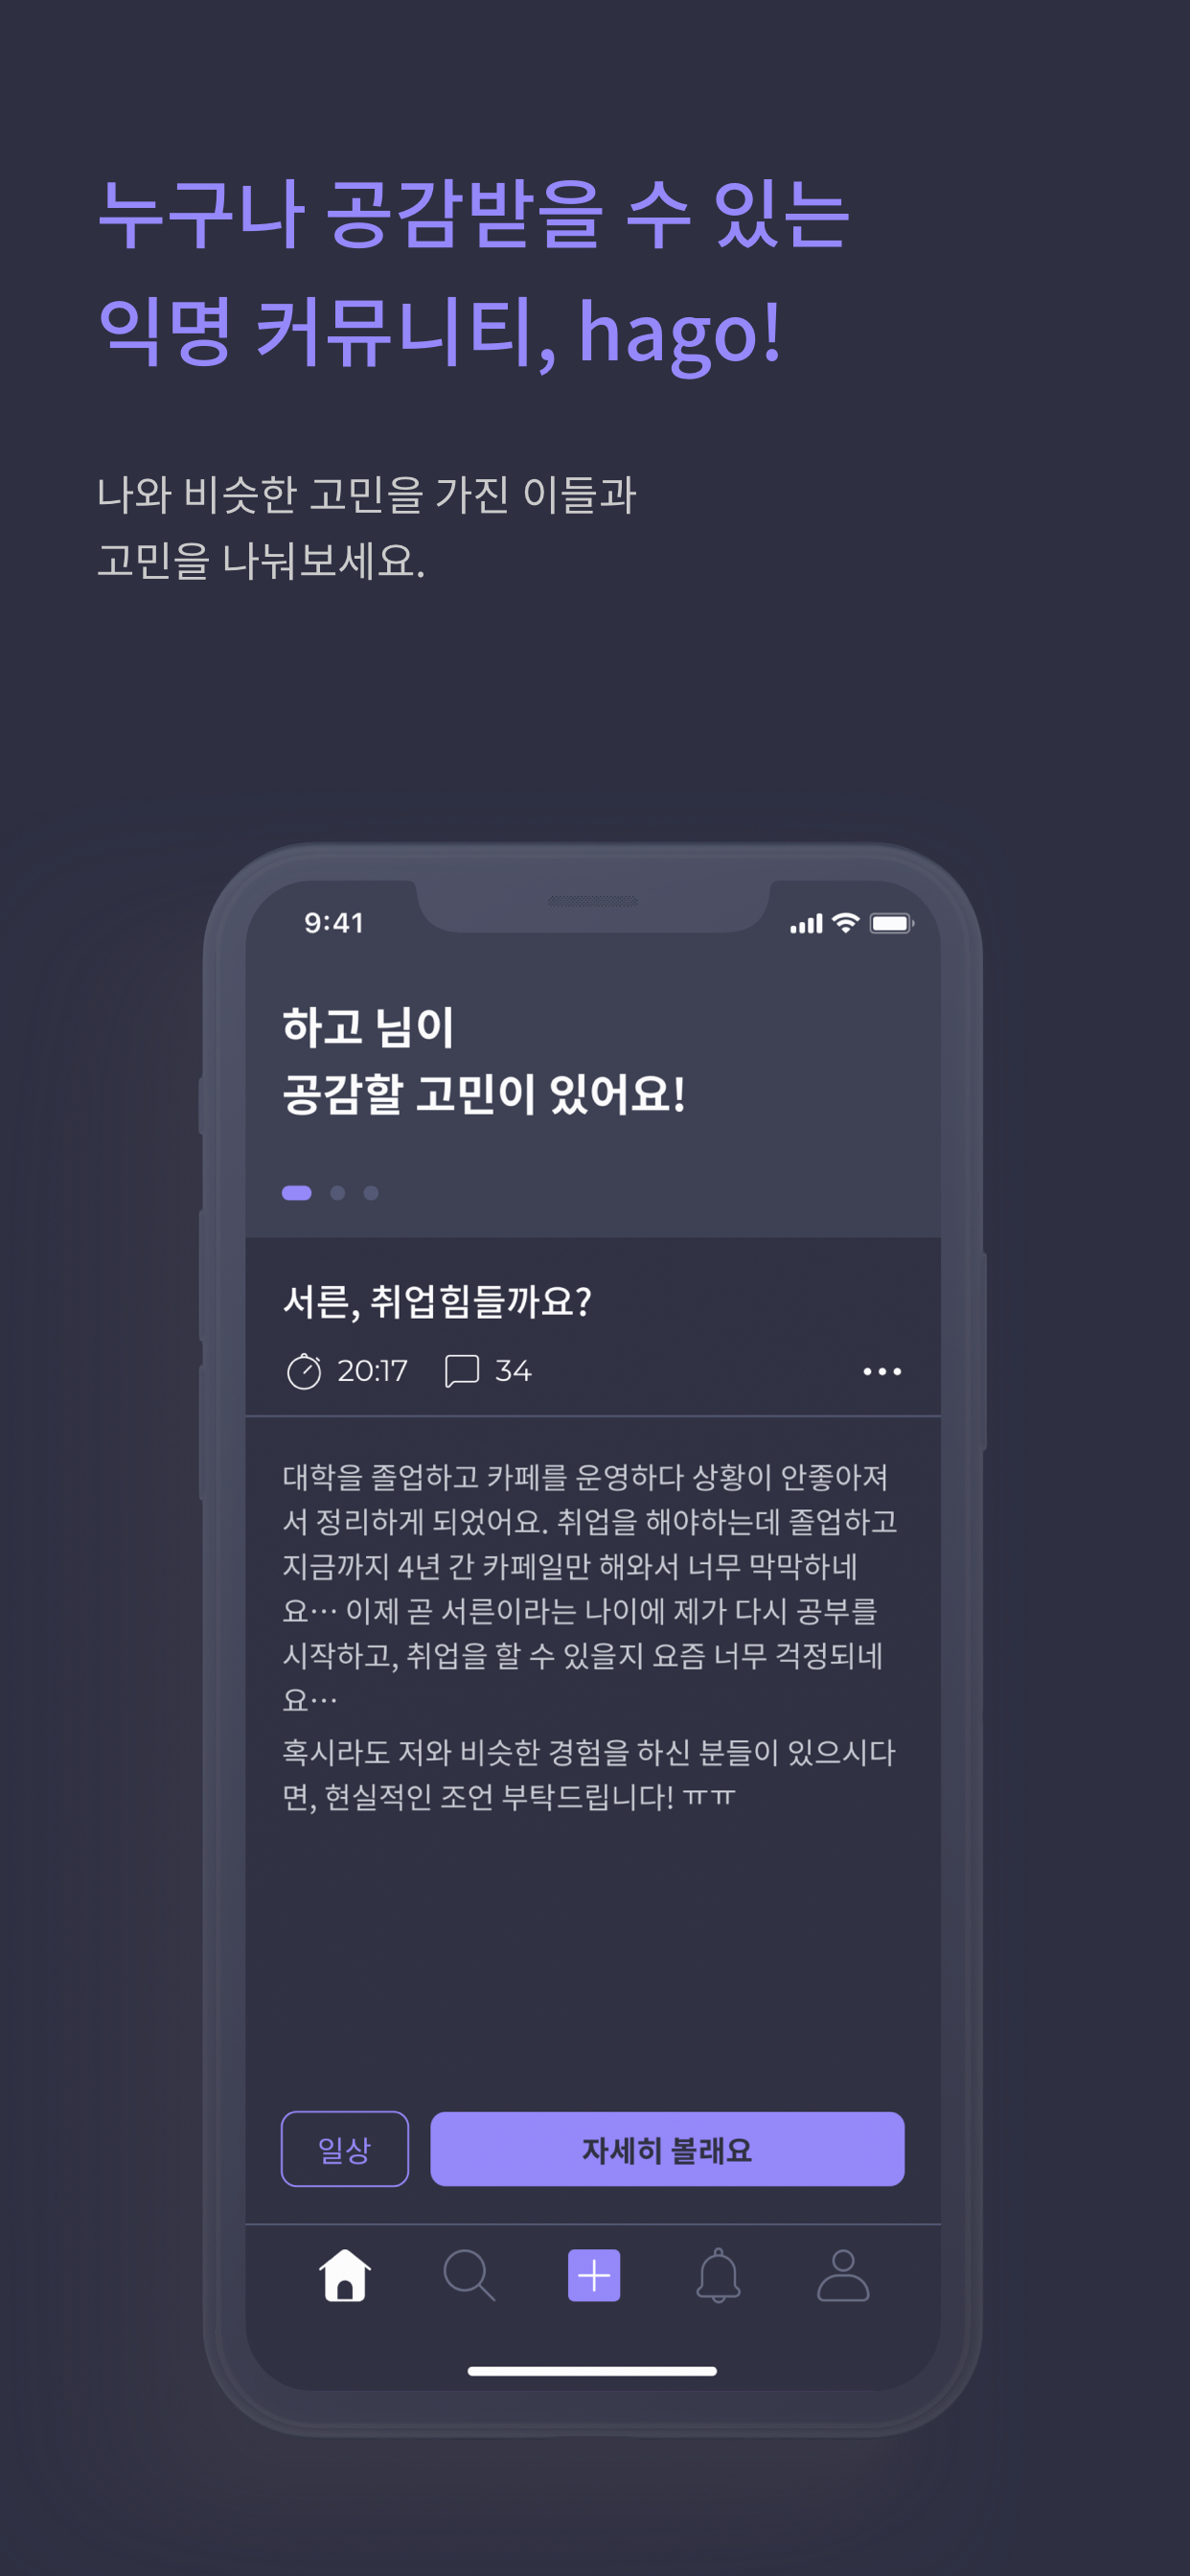 누구나 공감받을 수 있는
익명 커뮤니티, hago!
나와 비슷한 고민을 가진 이들과
고민을 나눠보세요.
9:41
하고 님이
공감할 고민이 있어요!
서른, 취업힘들까요?
20:17 34
대학을 졸업하고 카페를 운영하다 상황이 안좋아져
서 정리하게 되었어요. 취업을 해야하는데 졸업하고
지금까지 4년 간 카페일만 해와서 너무 막막하네
요… 이제 곧 서른이라는 나이에 제가 다시 공부를
시작하고, 취업을 할 수 있을지 요즘 너무 걱정되네
요…
혹시라도 저와 비슷한 경험을 하신 분들이 있으시다
면, 현실적인 조언 부탁드립니다! ㅠㅠ
일상 자세히 볼래요